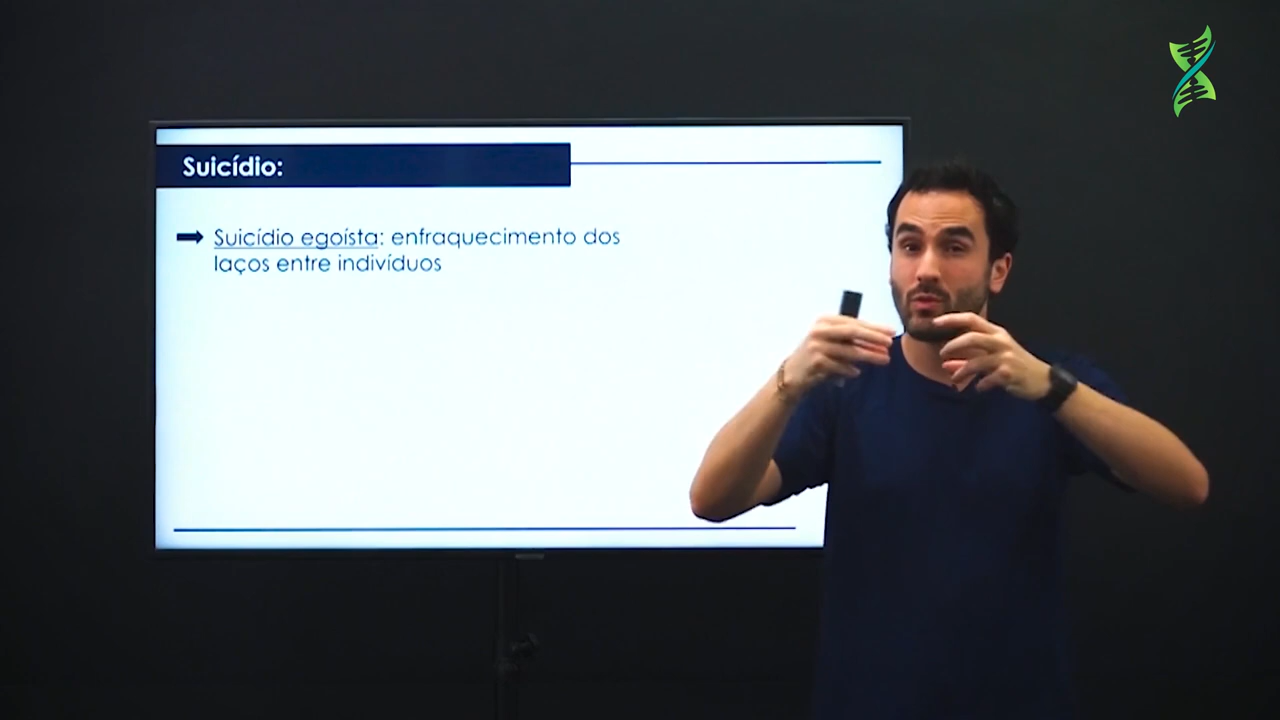 Suicídio:
Suicídio egoísta: enfraquecimento dos
laços entre indivíduos